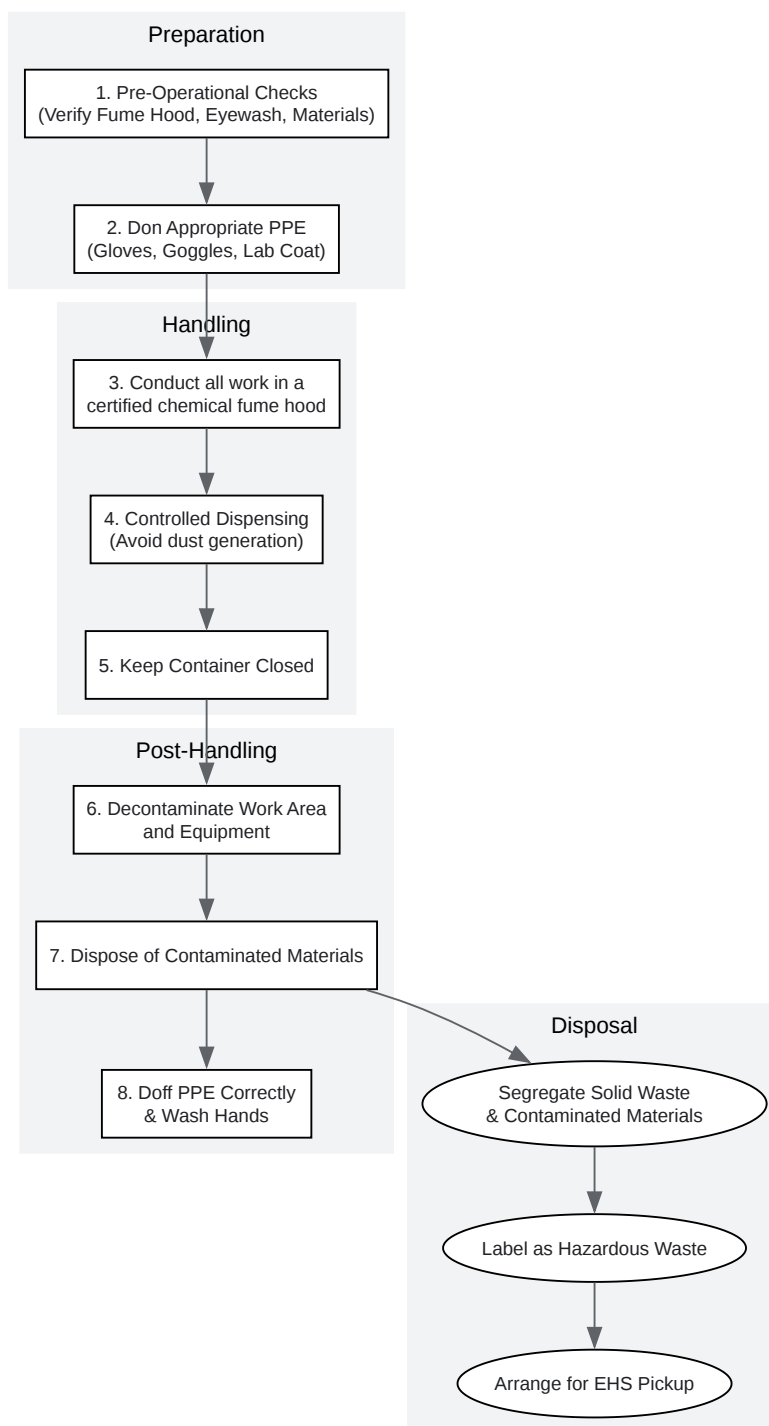 Preparation
1. Pre-Operational Checks
(Verify Fume Hood, Eyewash, Materials)
2. Don Appropriate PPE
(Gloves, Goggles, Lab Coat)
Handling
3. Conduct all work in a
certified chemical fume hood
4. Controlled Dispensing
(Avoid dust generation)
5. Keep Container Closed
Post-Handling
6. Decontaminate Work Area
and Equipment
7. Dispose of Contaminated Materials
8. Doff PPE Correctly
& Wash Hands
Disposal
Segregate Solid Waste
& Contaminated Materials
Label as Hazardous Waste
Arrange for EHS Pickup